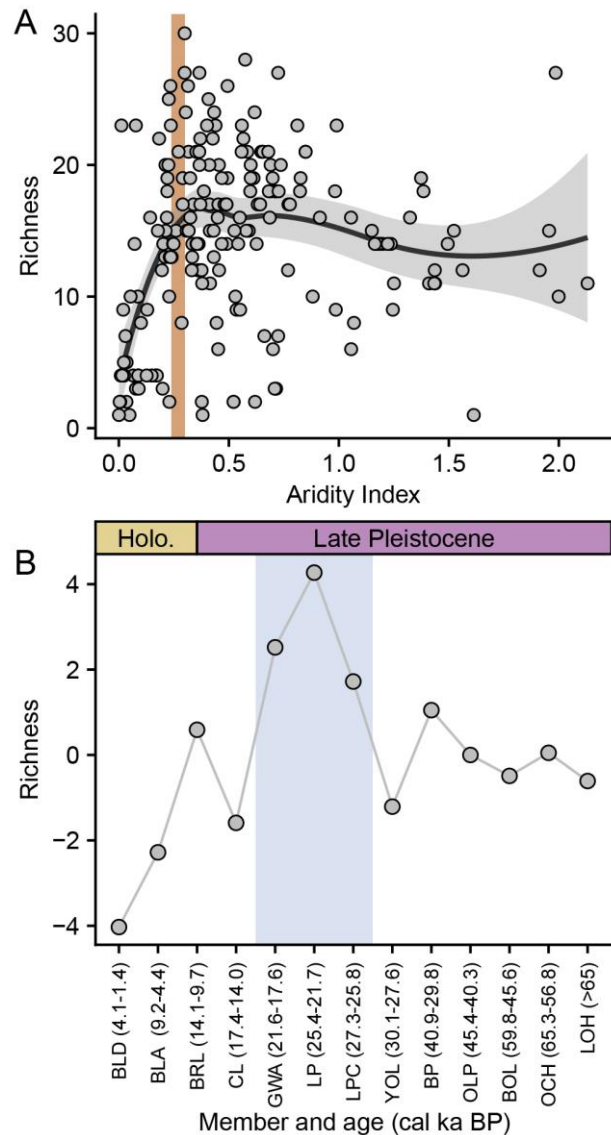 A
30
20
10
0
Richness
0.0 0.5 1.0 1.5 2.0
Aridity Index
Holo. Late Pleistocene
B
4
2
0
−2
−4
Richness
BLD (4.1-1.4)
BLA (9.2-4.4)
BRL (14.1-9.7)
CL (17.4-14.0)
GWA (21.6-17.6)
LP (25.4-21.7)
LPC (27.3-25.8)
YOL (30.1-27.6)
BP (40.9-29.8)
OLP (45.4-40.3)
BOL (59.8-45.6)
OCH (65.3-56.8)
LOH (>65)
Member and age (cal ka BP)